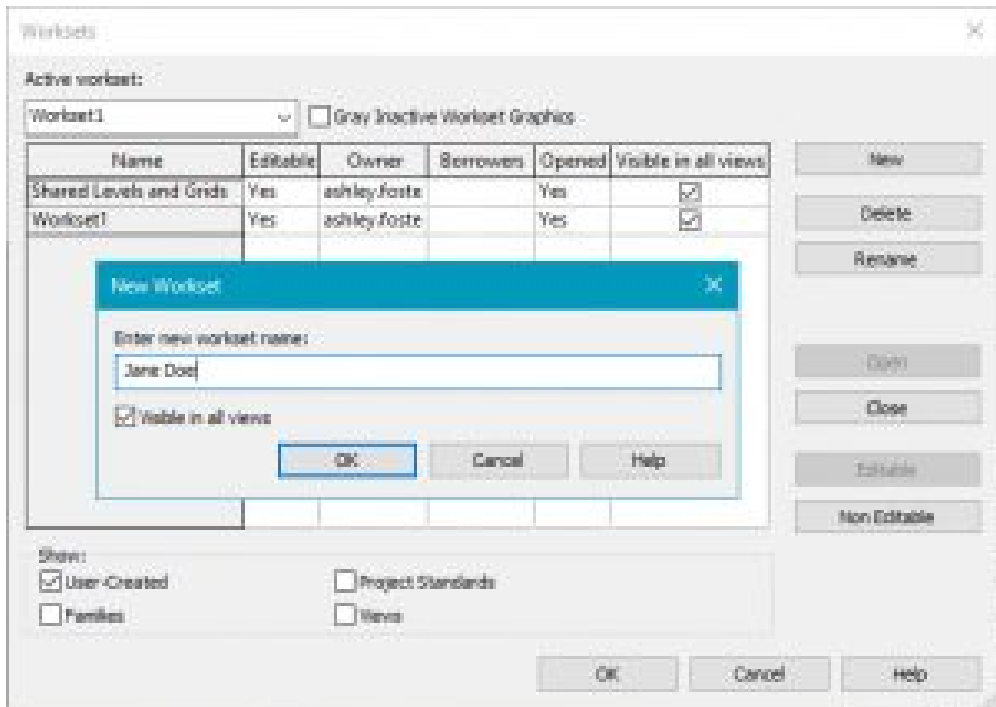 Worksets
Active workset:
Workset1
Gray Inactive Workset Graphics
Name Editable Owner Borrowers Opened Visible in all views
Shared Levels and Grids Yes ashley.foste Yes
Workset1 Yes ashley.foste Yes
New
Delete
Rename
New Workset
Enter new workset name:
Jane Doe
Visible in all views
OK Cancel Help
Open
Close
Editable
Non Editable
Show:
User-Created Project Standards
Families Views
OK Cancel Help